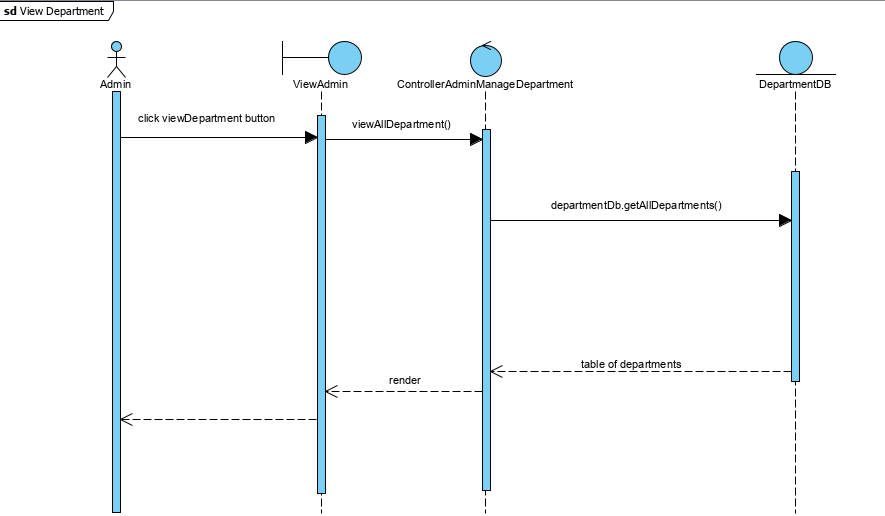 sd View Department
Admin
ViewAdmin
ControllerAdminManageDepartment
DepartmentDB
click viewDepartment button
viewAllDepartment()
departmentDb.getAllDepartments()
table of departments
render